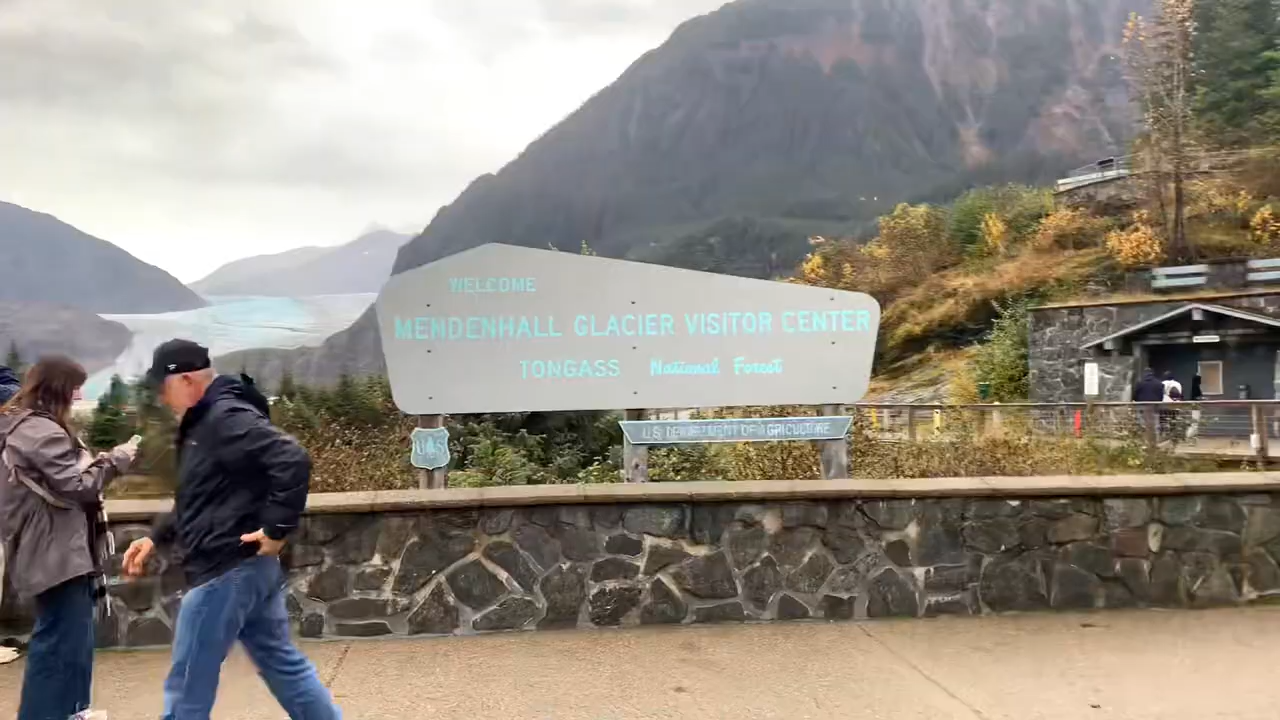 WELCOME
MENDENHALL GLACIER VISITOR CENTER
TONGASS National Forest
U.S. DEPARTMENT OF AGRICULTURE
U S